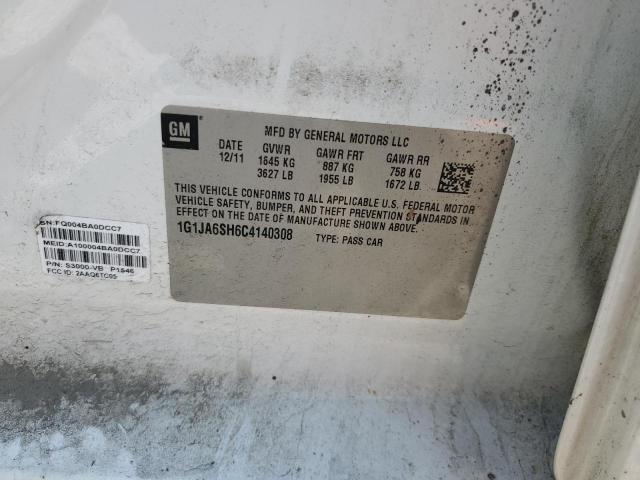 GM
MFD BY GENERAL MOTORS LLC
DATE GVWR GAWR FRT GAWR RR
12/11 1645 KG 887 KG 758 KG
3627 LB 1955 LB 1672 LB
THIS VEHICLE CONFORMS TO ALL APPLICABLE U.S. FEDERAL MOTOR
VEHICLE SAFETY, BUMPER, AND THEFT PREVENTION STANDARDS IN
EFFECT ON THE DATE OF MANUFACTURE SHOWN ABOVE.
1G1JA6SH6C4140308 TYPE: PASS CAR
SN:FQ004BA0DCC7
MEID:A100004BA0DCC7
P/N: S3000-VB P1546
FCC ID: 2AAQ6TC05